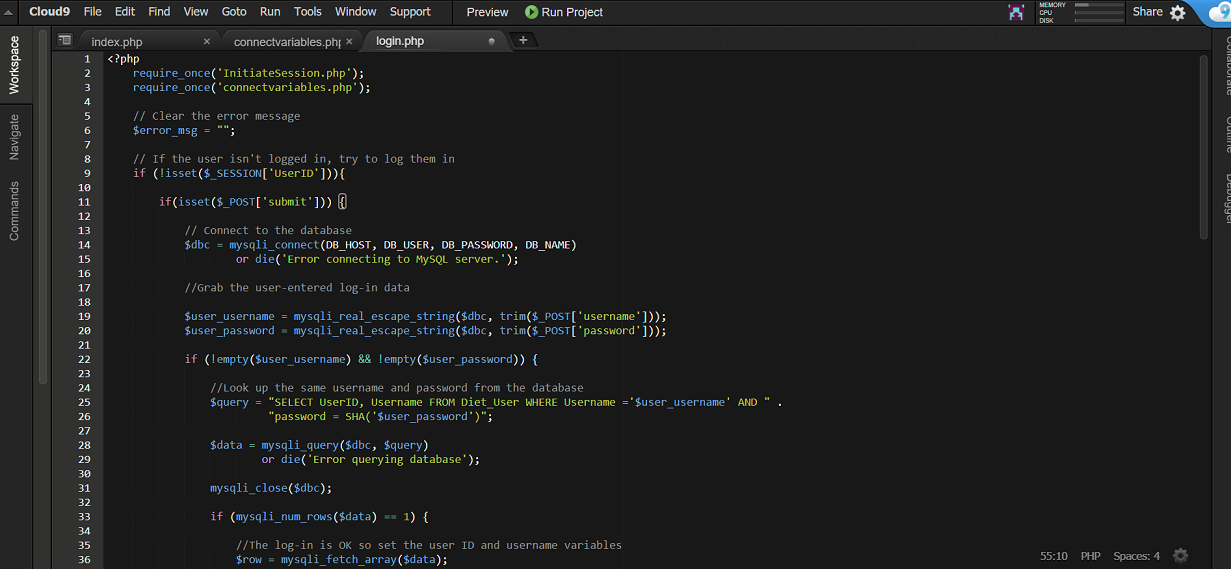 Cloud9 File Edit Find View Goto Run Tools Window Support Preview Run Project MEMORY CPU DISK Share
Workspace
Navigate
Commands
index.php × connectvariables.php × login.php +
1 <?php
2 require_once('InitiateSession.php');
3 require_once('connectvariables.php');
4
5 // Clear the error message
6 $error_msg = "";
7
8 // If the user isn't logged in, try to log them in
9 if (!isset($_SESSION['UserID'])){
10
11 if(isset($_POST['submit'])) {
12
13 // Connect to the database
14 $dbc = mysqli_connect(DB_HOST, DB_USER, DB_PASSWORD, DB_NAME)
15 or die('Error connecting to MySQL server.');
16
17 //Grab the user-entered log-in data
18
19 $user_username = mysqli_real_escape_string($dbc, trim($_POST['username']));
20 $user_password = mysqli_real_escape_string($dbc, trim($_POST['password']));
21
22 if (!empty($user_username) && !empty($user_password)) {
23
24 //Look up the same username and password from the database
25 $query = "SELECT UserID, Username FROM Diet_User WHERE Username ='$user_username' AND " .
26 "password = SHA('$user_password')";
27
28 $data = mysqli_query($dbc, $query)
29 or die('Error querying database');
30
31 mysqli_close($dbc);
32
33 if (mysqli_num_rows($data) == 1) {
34
35 //The log-in is OK so set the user ID and username variables
36 $row = mysqli_fetch_array($data);
55:10 PHP Spaces: 4